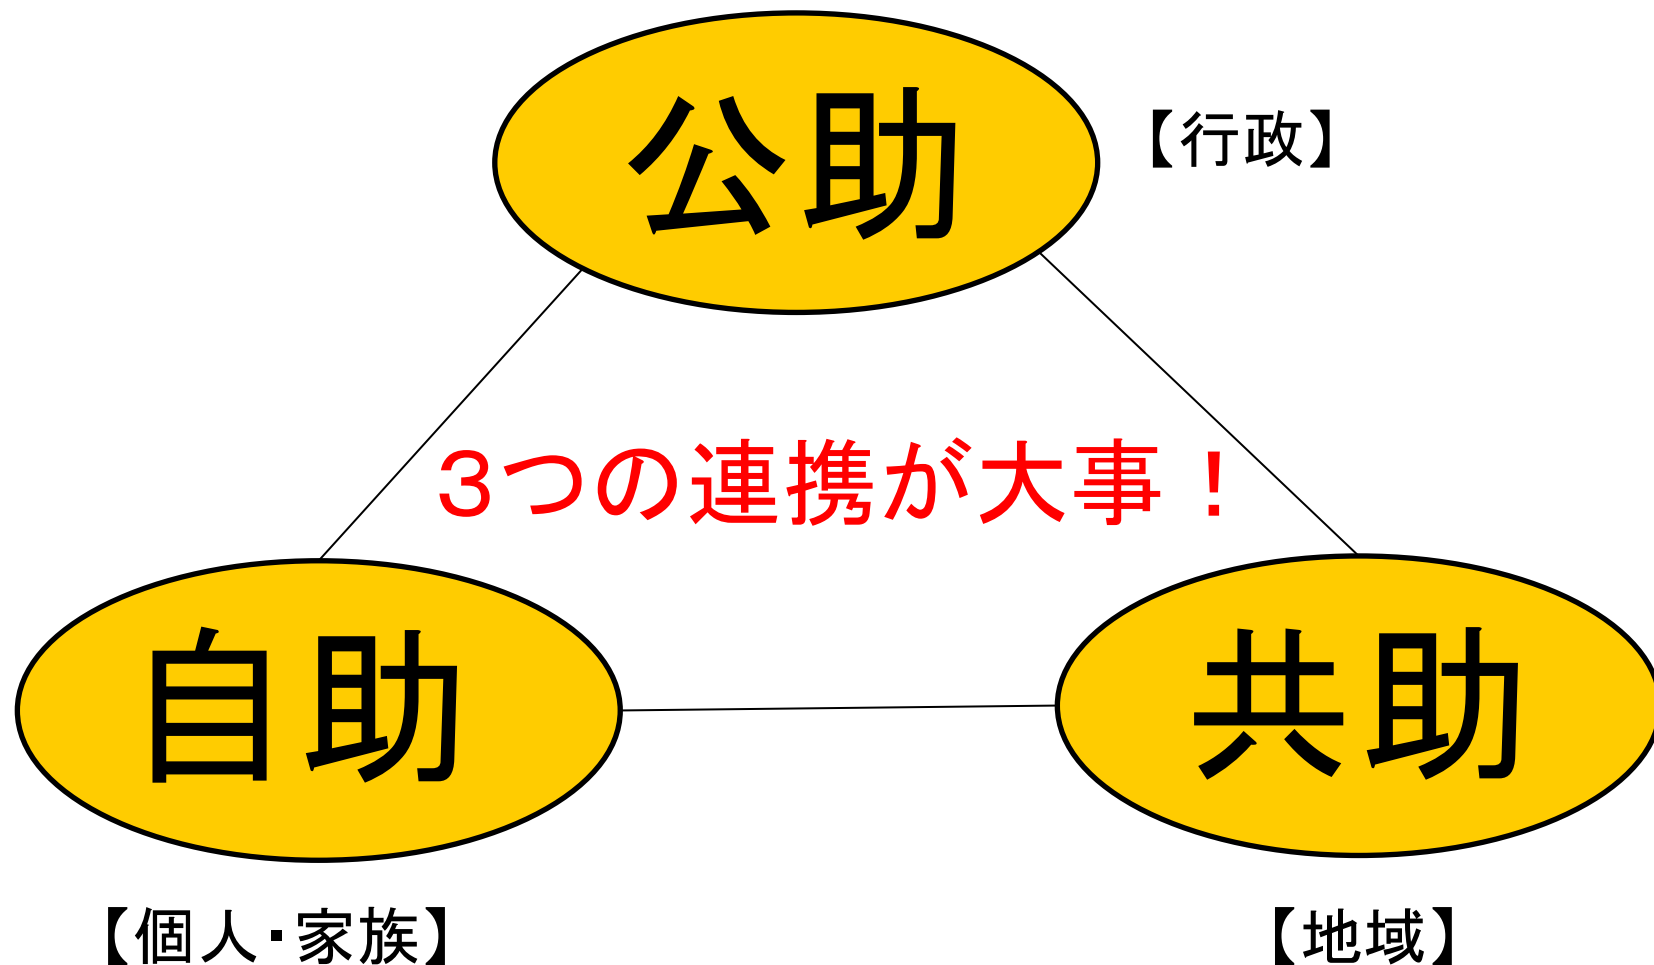 公助
【行政】
３つの連携が大事！
自助
共助
【個人・家族】
【地域】